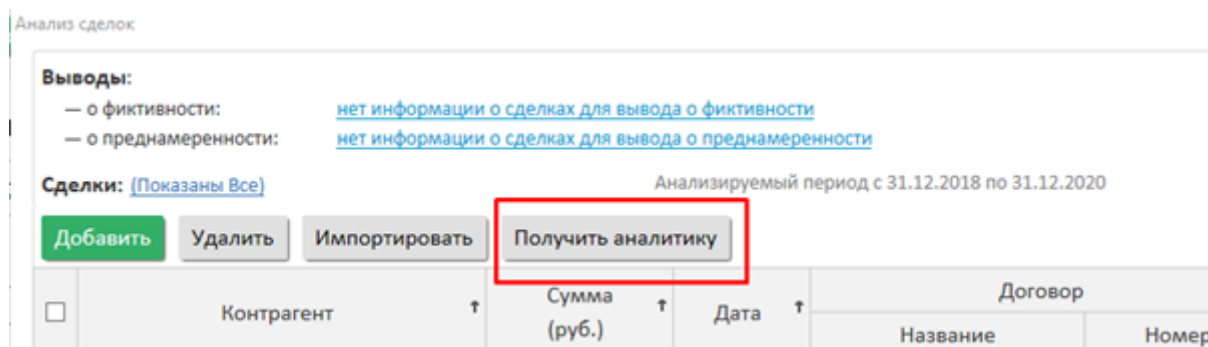 Анализ сделок
Выводы:
— о фиктивности: нет информации о сделках для вывода о фиктивности
— о преднамеренности: нет информации о сделках для вывода о преднамеренности
Сделки: (Показаны Все) Анализируемый период с 31.12.2018 по 31.12.2020
Добавить Удалить Импортировать Получить аналитику
Контрагент ↑ Сумма (руб.) ↑ Дата ↑ Договор
Название Номер